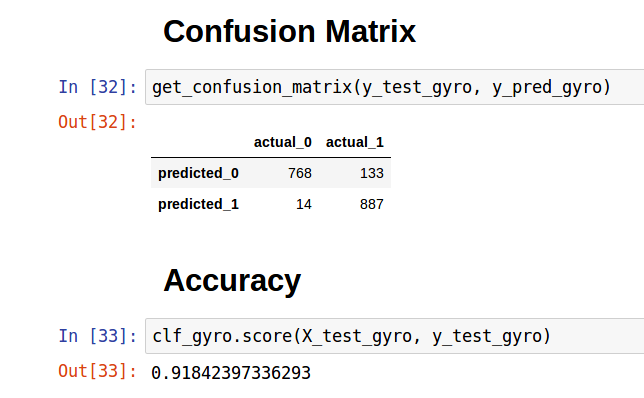 Confusion Matrix
In [32]: get_confusion_matrix(y_test_gyro, y_pred_gyro)
Out[32]:
actual_0 actual_1
predicted_0 768 133
predicted_1 14 887
Accuracy
In [33]: clf_gyro.score(X_test_gyro, y_test_gyro)
Out[33]: 0.91842397336293